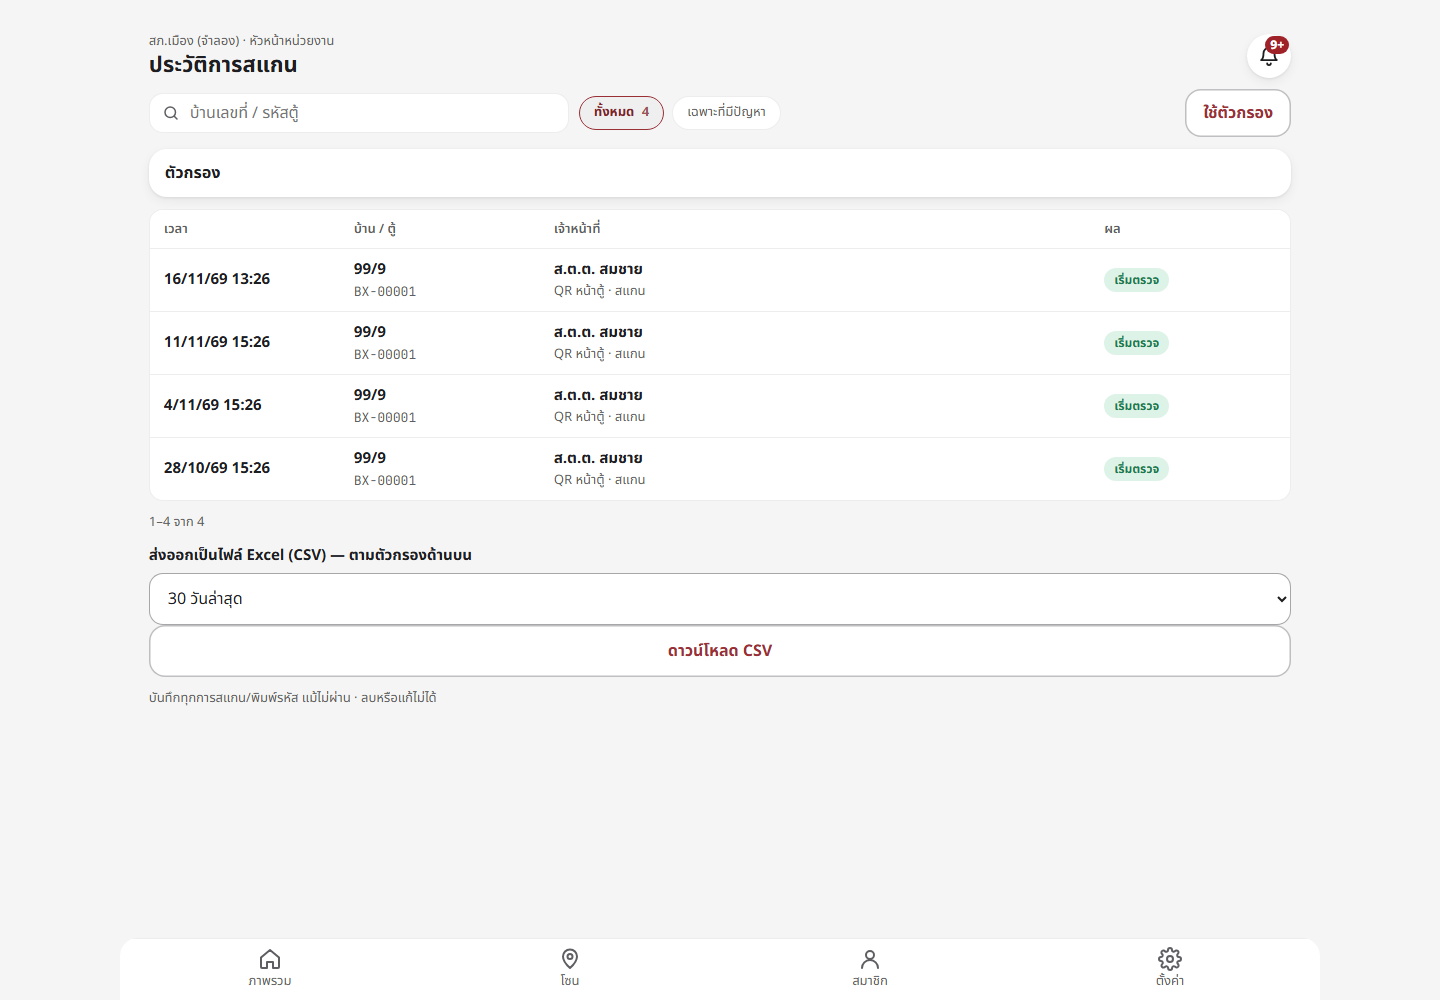 สภ.เมือง (จำลอง) · หัวหน้าหน่วยงาน
ประวัติการสแกน
9+
บ้านเลขที่ / รหัสตู้
ทั้งหมด 4
เฉพาะที่มีปัญหา
ใช้ตัวกรอง
ตัวกรอง
เวลา บ้าน / ตู้ เจ้าหน้าที่ ผล
16/11/69 13:26 99/9 ส.ต.ต. สมชาย เริ่มตรวจ
BX-00001 QR หน้าตู้ · สแกน
11/11/69 15:26 99/9 ส.ต.ต. สมชาย เริ่มตรวจ
BX-00001 QR หน้าตู้ · สแกน
4/11/69 15:26 99/9 ส.ต.ต. สมชาย เริ่มตรวจ
BX-00001 QR หน้าตู้ · สแกน
28/10/69 15:26 99/9 ส.ต.ต. สมชาย เริ่มตรวจ
BX-00001 QR หน้าตู้ · สแกน
1–4 จาก 4
ส่งออกเป็นไฟล์ Excel (CSV) — ตามตัวกรองด้านบน
30 วันล่าสุด
ดาวน์โหลด CSV
บันทึกทุกการสแกน/พิมพ์รหัส แม้ไม่ผ่าน · ลบหรือแก้ไม่ได้
ภาพรวม โซน สมาชิก ตั้งค่า